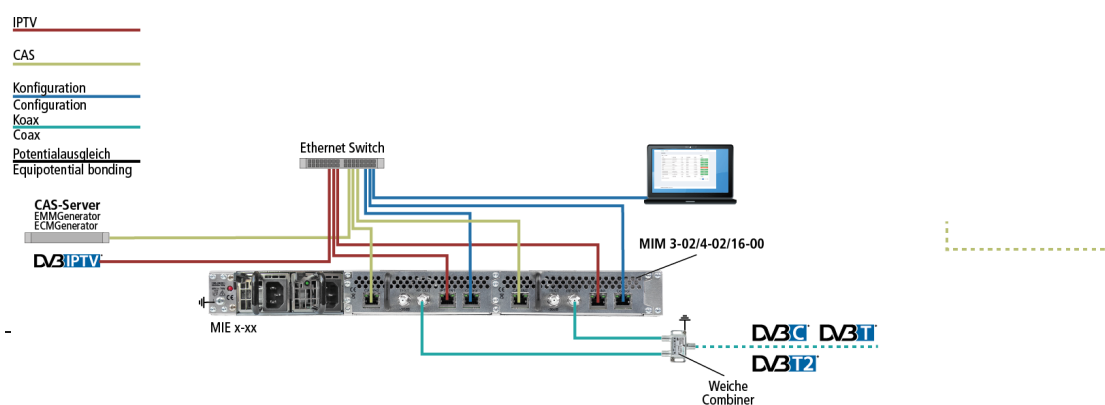 IPTV
CAS
Konfiguration
Configuration
Koax
Coax
Potentialausgleich
Equipotential bonding
Ethernet Switch
CAS-Server
EMMGenerator
ECMGenerator
DVB IPTV
MIM 3-02/4-02/16-00
MIE x-xx
DVB C DVB T
DVB T2
Weiche
Combiner